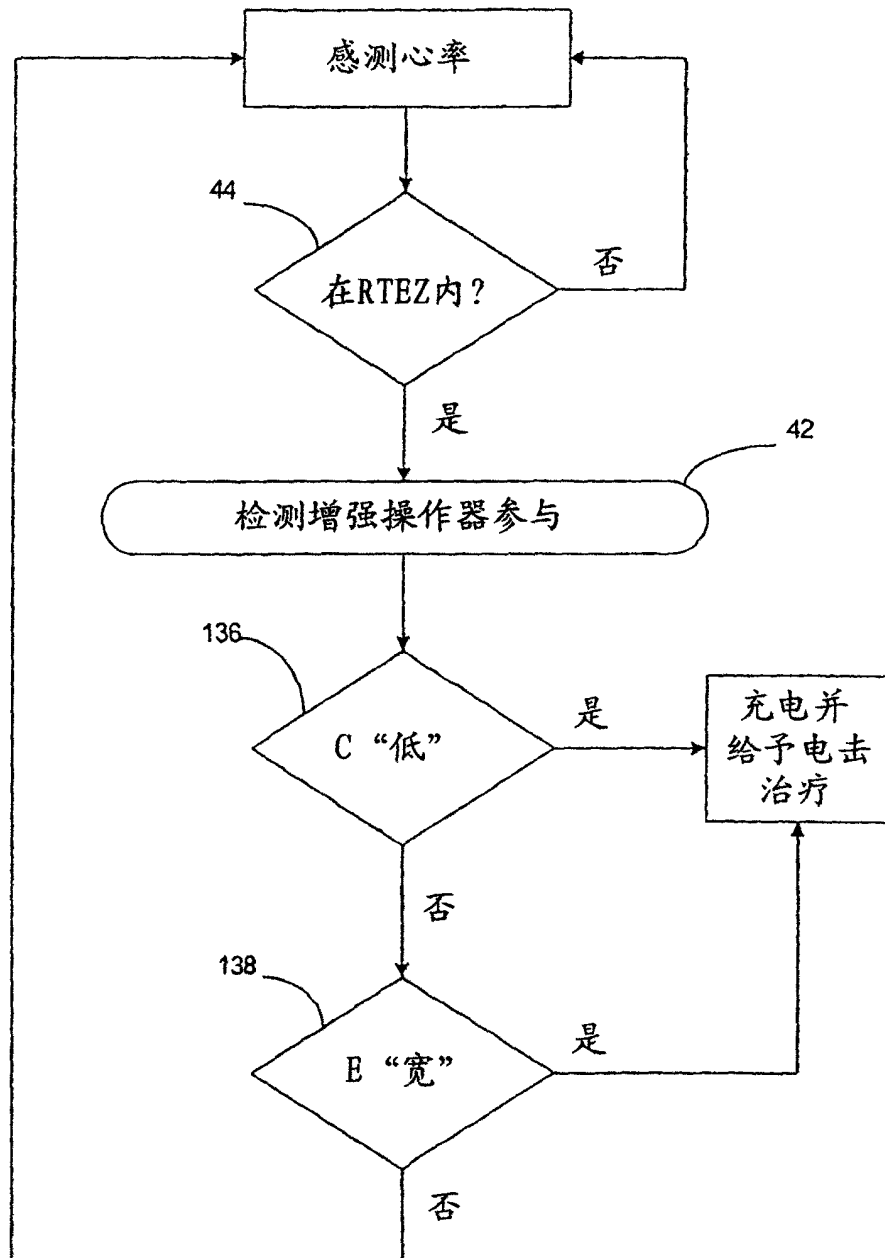 感测心率
44
在RTEZ内?
否
是
42
检测增强操作器参与
136
C “低”
是
充电并
给予电击
治疗
否
138
E “宽”
是
否